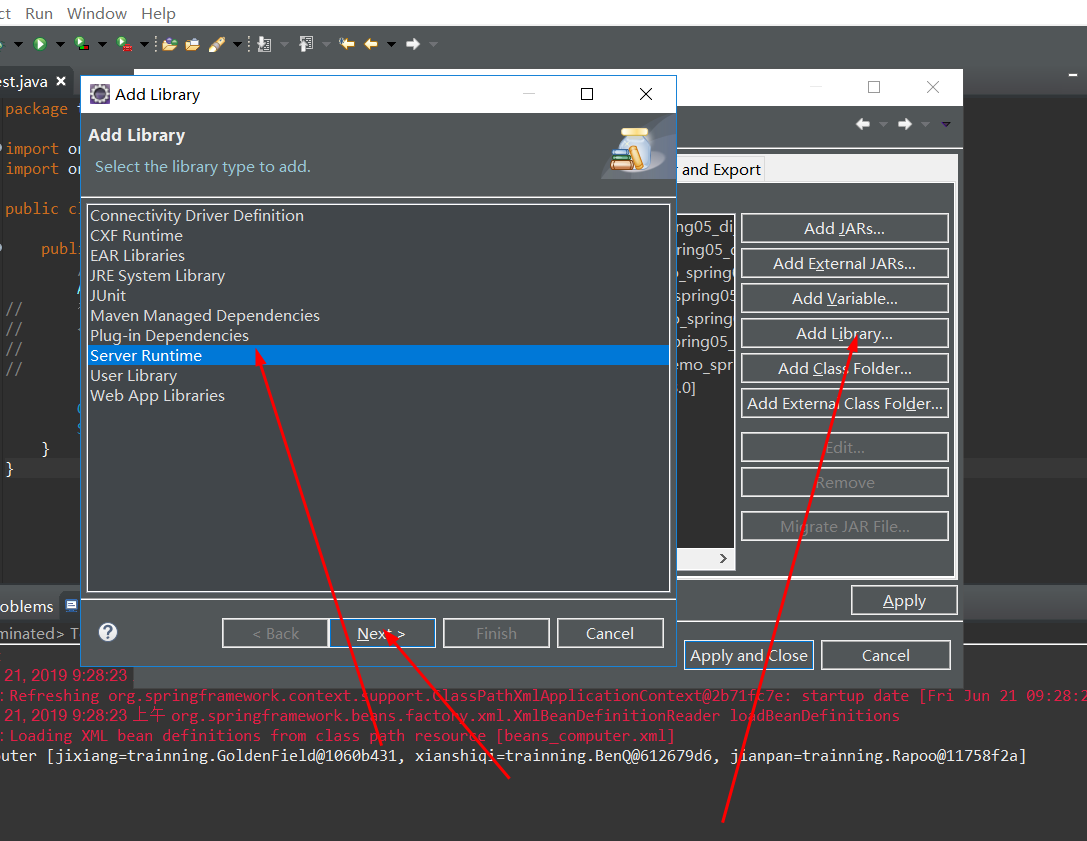 ct Run Window Help
est.java
Add Library
package
Add Library
Select the library type to add.
import or
import or
and Export
public cl
publi
Connectivity Driver Definition
CXF Runtime
EAR Libraries
JRE System Library
JUnit
Maven Managed Dependencies
Plug-in Dependencies
Server Runtime
User Library
Web App Libraries
//
//
//
//
}
}
ng05_di
ring05_
_spring
spring05
_spring
ring05_
emo_spr
.0]
Add JARs...
Add External JARs...
Add Variable...
Add Library...
Add Class Folder...
Add External Class Folder...
Edit...
Remove
Migrate JAR File...
Apply
oblems
minated> T
< Back
Next >
Finish
Cancel
Apply and Close
Cancel
21, 2019 9:28:23
: Refreshing org.springframework.context.support.ClassPathXmlApplicationContext@2b71fc7e: startup date [Fri Jun 21 09:28:2
21, 2019 9:28:23 上午 org.springframework.beans.factory.xml.XmlBeanDefinitionReader loadBeanDefinitions
: Loading XML bean definitions from class path resource [beans_computer.xml]
uter [jixiang=trainning.GoldenField@1060b431, xianshiqi=trainning.BenQ@612679d6, jianpan=trainning.Rapoo@11758f2a]